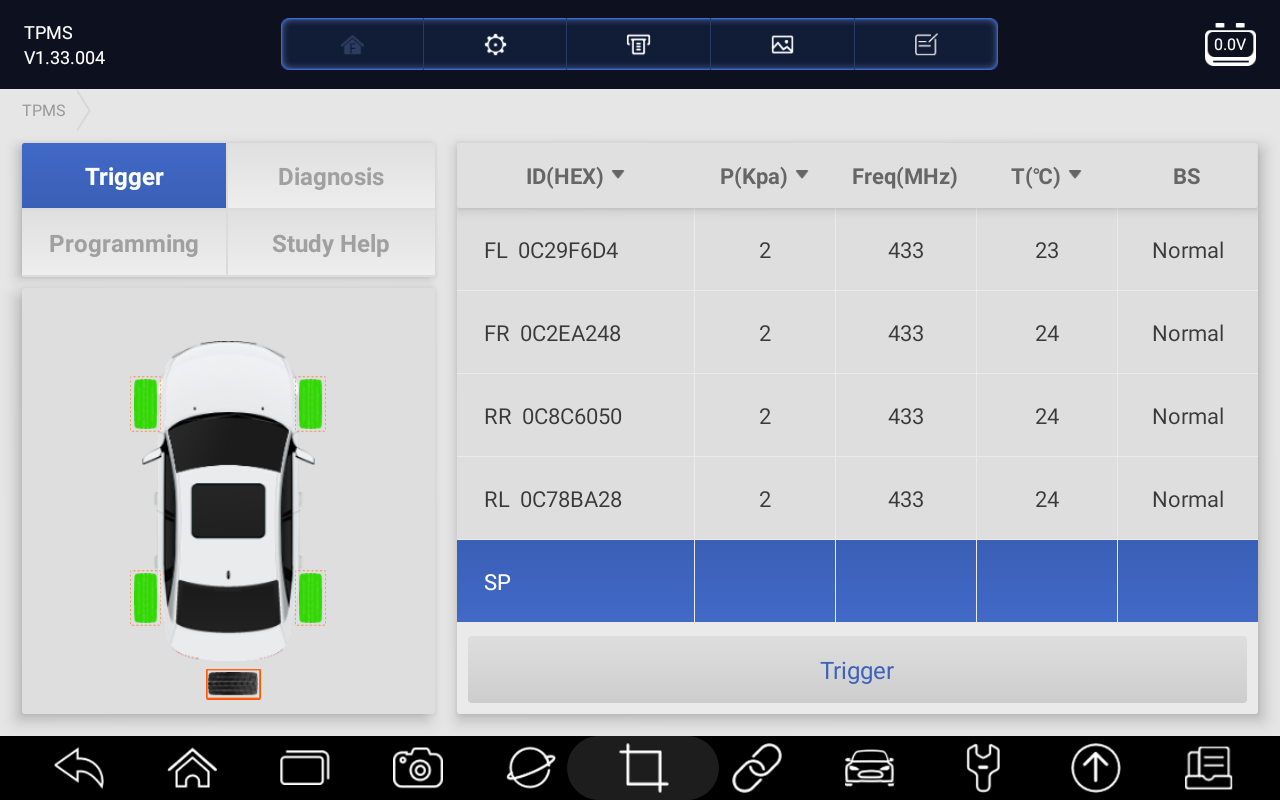 TPMS
V1.33.004
0.0V
TPMS
Trigger Diagnosis
Programming Study Help
ID(HEX) P(Kpa) Freq(MHz) T(℃) BS
FL 0C29F6D4 2 433 23 Normal
FR 0C2EA248 2 433 24 Normal
RR 0C8C6050 2 433 24 Normal
RL 0C78BA28 2 433 24 Normal
SP
Trigger